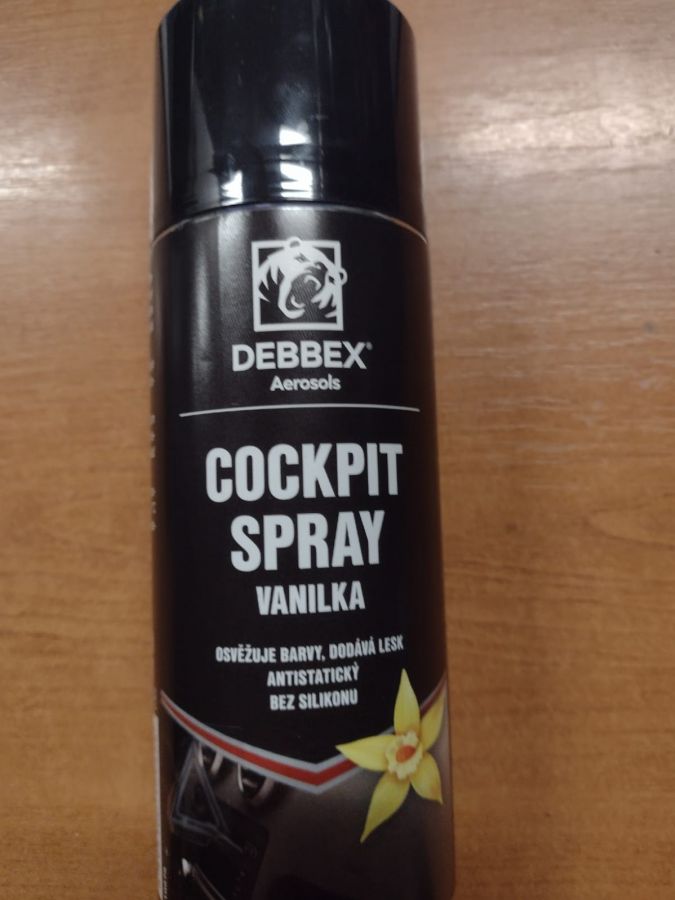 DEBBEX®
Aerosols
COCKPIT
SPRAY
VANILKA
OSVĚŽUJE BARVY, DODÁVÁ LESK
ANTISTATICKÝ
BEZ SILIKONU